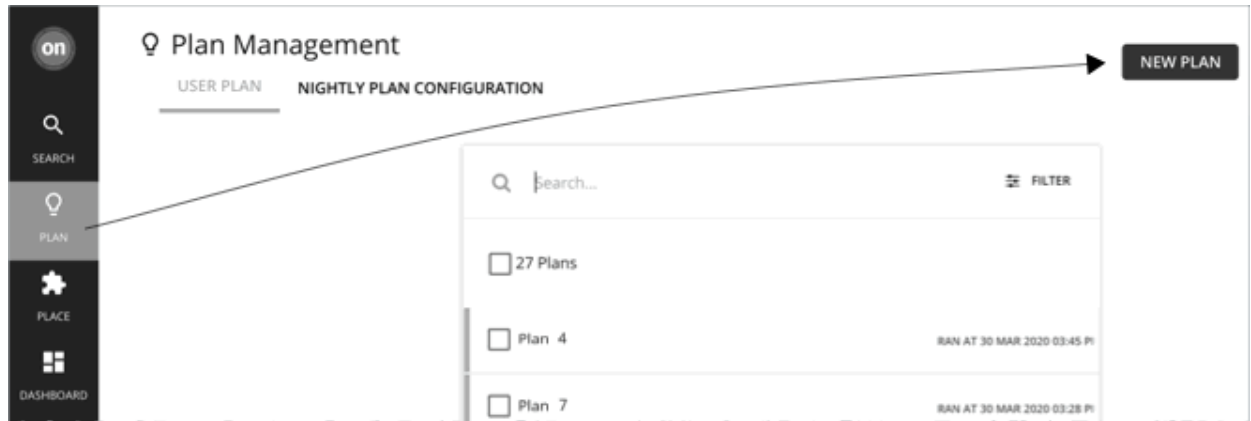 on
Plan Management
NEW PLAN
USER PLAN NIGHTLY PLAN CONFIGURATION
SEARCH
Search...
FILTER
PLAN
27 Plans
PLACE
Plan 4
RAN AT 30 MAR 2020 03:45
DASHBOARD
Plan 7
RAN AT 30 MAR 2020 03:28